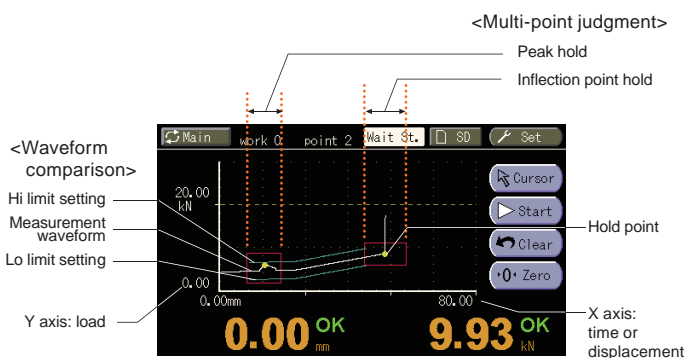 <Multi-point judgment>
Peak hold
Inflection point hold
Main work 0 point 2 Wait St. SD Set
<Waveform
comparison>
Hi limit setting
Measurement
waveform
Lo limit setting
Y axis: load
20.00
kN
0.00
0.00mm
80.00
Cursor
Start
Clear
·0· Zero
Hold point
X axis:
time or
displacement
0.00 mm OK
9.93 kN OK